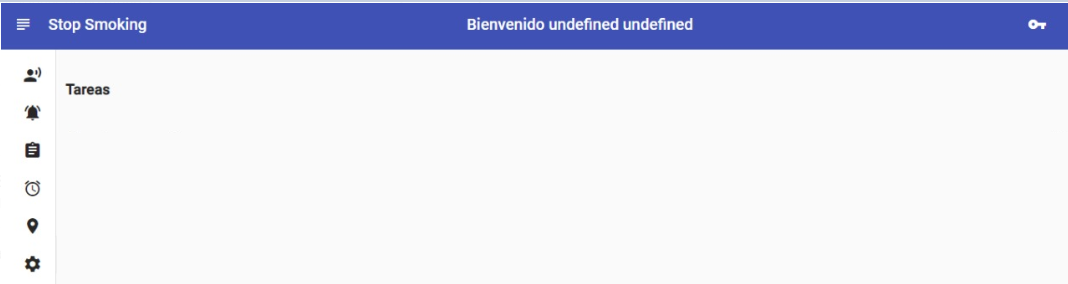 Stop Smoking
Bienvenido undefined undefined
Tareas